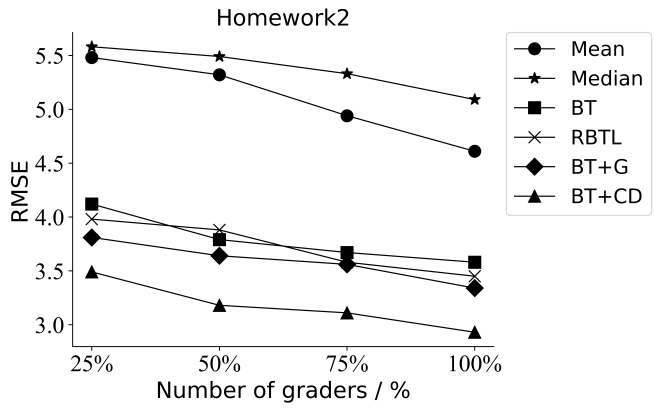 Homework2
RMSE
5.5
5.0
4.5
4.0
3.5
3.0
25% 50% 75% 100%
Number of graders / %
Mean
Median
BT
RBTL
BT+G
BT+CD